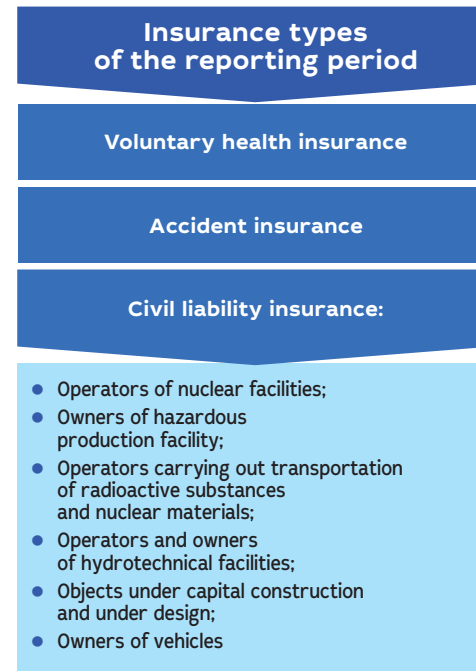 Insurance types
of the reporting period
Voluntary health insurance
Accident insurance
Civil liability insurance:
● Operators of nuclear facilities;
● Owners of hazardous
production facility;
● Operators carrying out transportation
of radioactive substances
and nuclear materials;
● Operators and owners
of hydrotechnical facilities;
● Objects under capital construction
and under design;
● Owners of vehicles